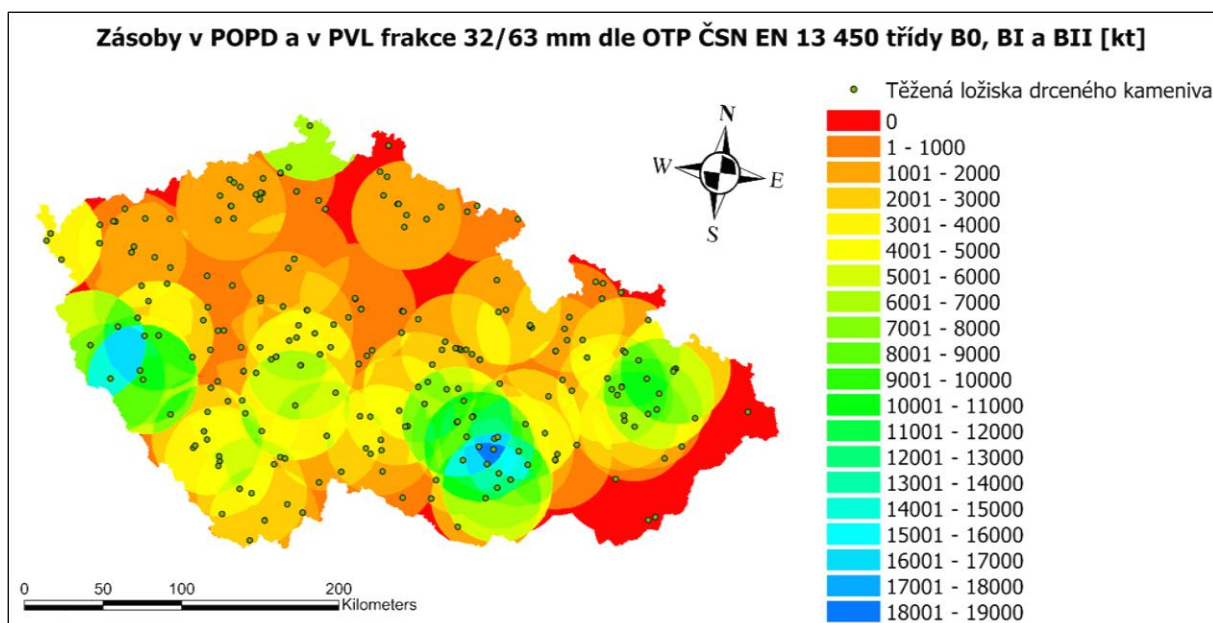 Zásoby v POPD a v PVL frakce 32/63 mm dle OTP ČSN EN 13 450 třídy B0, BI a BII [kt]
Těžená ložiska drceného kameniva
0
1 - 1000
1001 - 2000
2001 - 3000
3001 - 4000
4001 - 5000
5001 - 6000
6001 - 7000
7001 - 8000
8001 - 9000
9001 - 10000
10001 - 11000
11001 - 12000
12001 - 13000
13001 - 14000
14001 - 15000
15001 - 16000
16001 - 17000
17001 - 18000
18001 - 19000
N
W
E
S
0 50 100 200
Kilometers